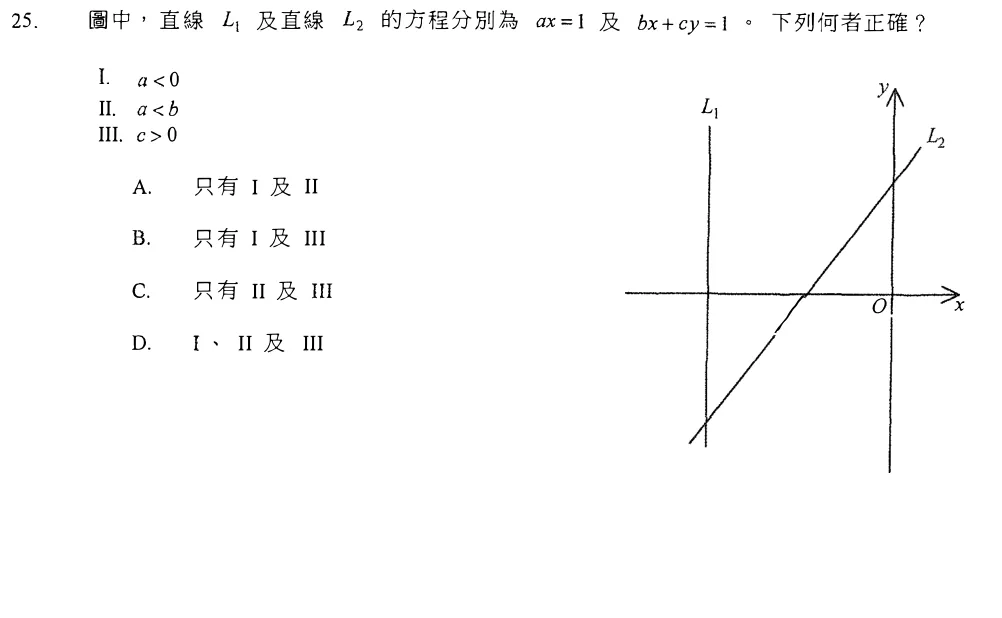 25. 圖中，直線 L₁ 及直線 L₂ 的方程分別為 ax=1 及 bx+cy=1 。 下列何者正確？
I. a<0
II. a<b
III. c>0
A. 只有 I 及 II
B. 只有 I 及 III
C. 只有 II 及 III
D. I、 II 及 III
y
L₁
L₂
O
x